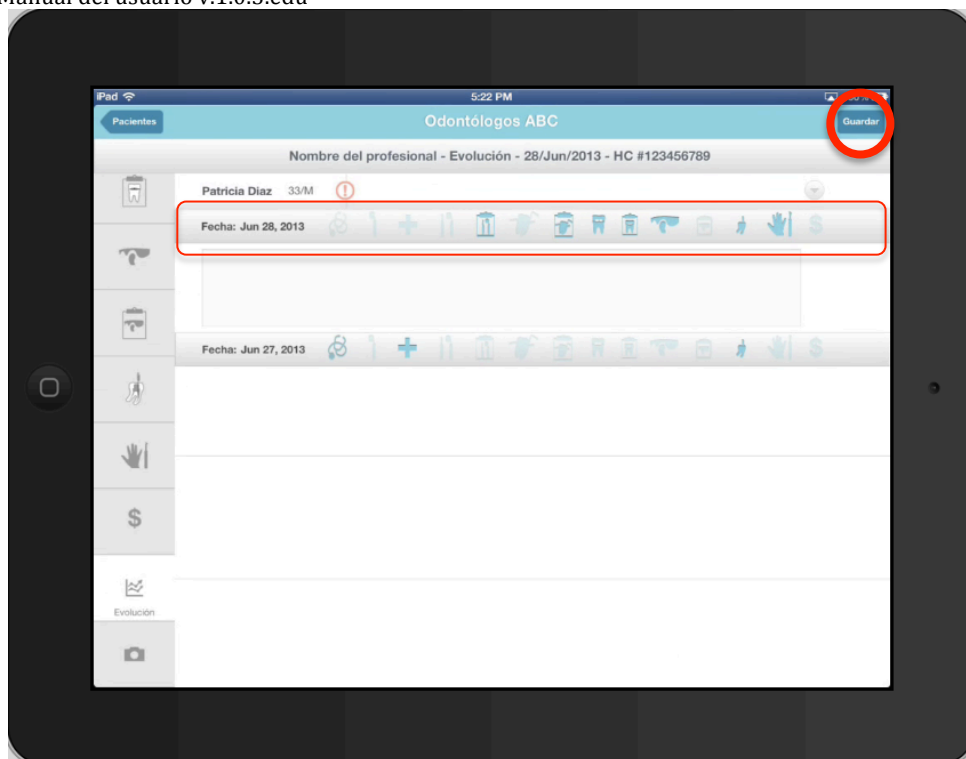 Manual del usuario v.1.0.3.edu
iPad 5:22 PM
Pacientes
Odontólogos ABC
Guardar
Nombre del profesional - Evolución - 28/Jun/2013 - HC #123456789
Patricia Diaz 33/M
Fecha: Jun 28, 2013 $
Fecha: Jun 27, 2013 $
$
Evolución